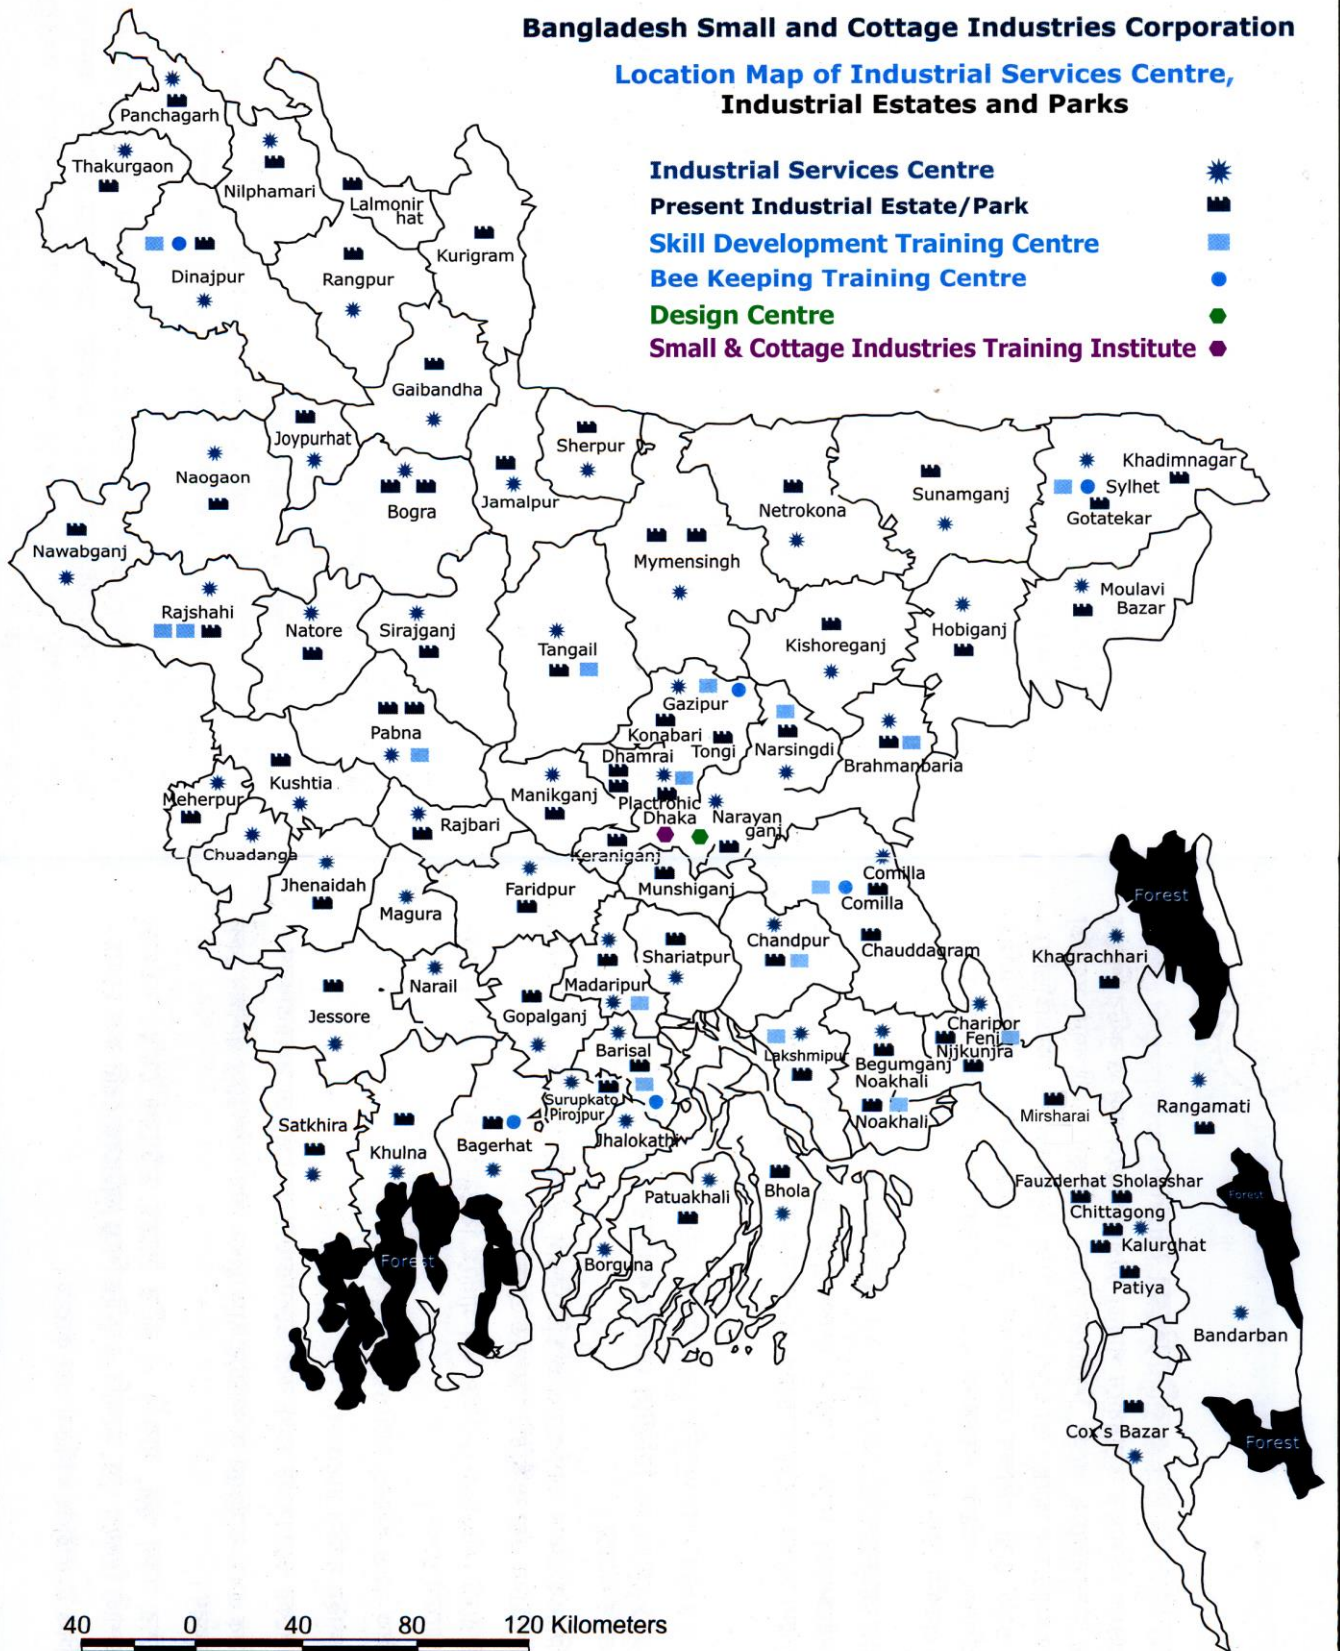 Bangladesh Small and Cottage Industries Corporation
Location Map of Industrial Services Centre,
Industrial Estates and Parks
Industrial Services Centre
Present Industrial Estate/Park
Skill Development Training Centre
Bee Keeping Training Centre
Design Centre
Small & Cottage Industries Training Institute
Panchagarh
Thakurgaon
Nilphamari
Lalmonir
hat
Kurigram
Dinajpur
Rangpur
Gaibandha
Joypurhat
Sherpur
Naogaon
Bogra
Jamalpur
Netrokona
Sunamganj
Khadimnagar
Sylhet
Gotatekar
Nawabganj
Mymensingh
Moulavi
Bazar
Rajshahi
Natore
Sirajganj
Tangail
Kishoreganj
Hobiganj
Gazipur
Konabari
Tongi
Narsingdi
Brahmanbaria
Pabna
Dhamrai
Kushtia
Meherpur
Manikganj
Plactrohic
Dhaka
Narayan
ganj
Rajbari
Chuadanga
Keraniganj
Jhenaidah
Magura
Faridpur
Munshiganj
Comilla
Comilla
Forest
Chandpur
Chauddagram
Khagrachhari
Shariatpur
Madaripur
Narail
Jessore
Gopalganj
Barisal
Lakshmipur
Begumganj
Noakhali
Charipor
Feni
Nijkunjra
Surupkato
Pirojpur
Noakhali
Mirsharai
Rangamati
Satkhira
Khulna
Bagerhat
Jhalokathi
Patuakhali
Bhola
Fauzderhat Sholasshar
Chittagong
Kalurghat
Patiya
Forest
Forest
Borguna
Bandarban
Cox's Bazar
Forest
40 0 40 80 120 Kilometers